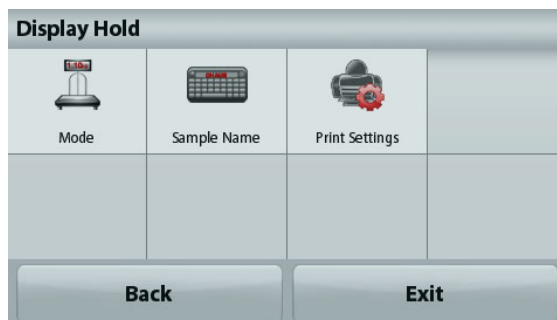 Display Hold
Mode
Sample Name
Print Settings
Back
Exit